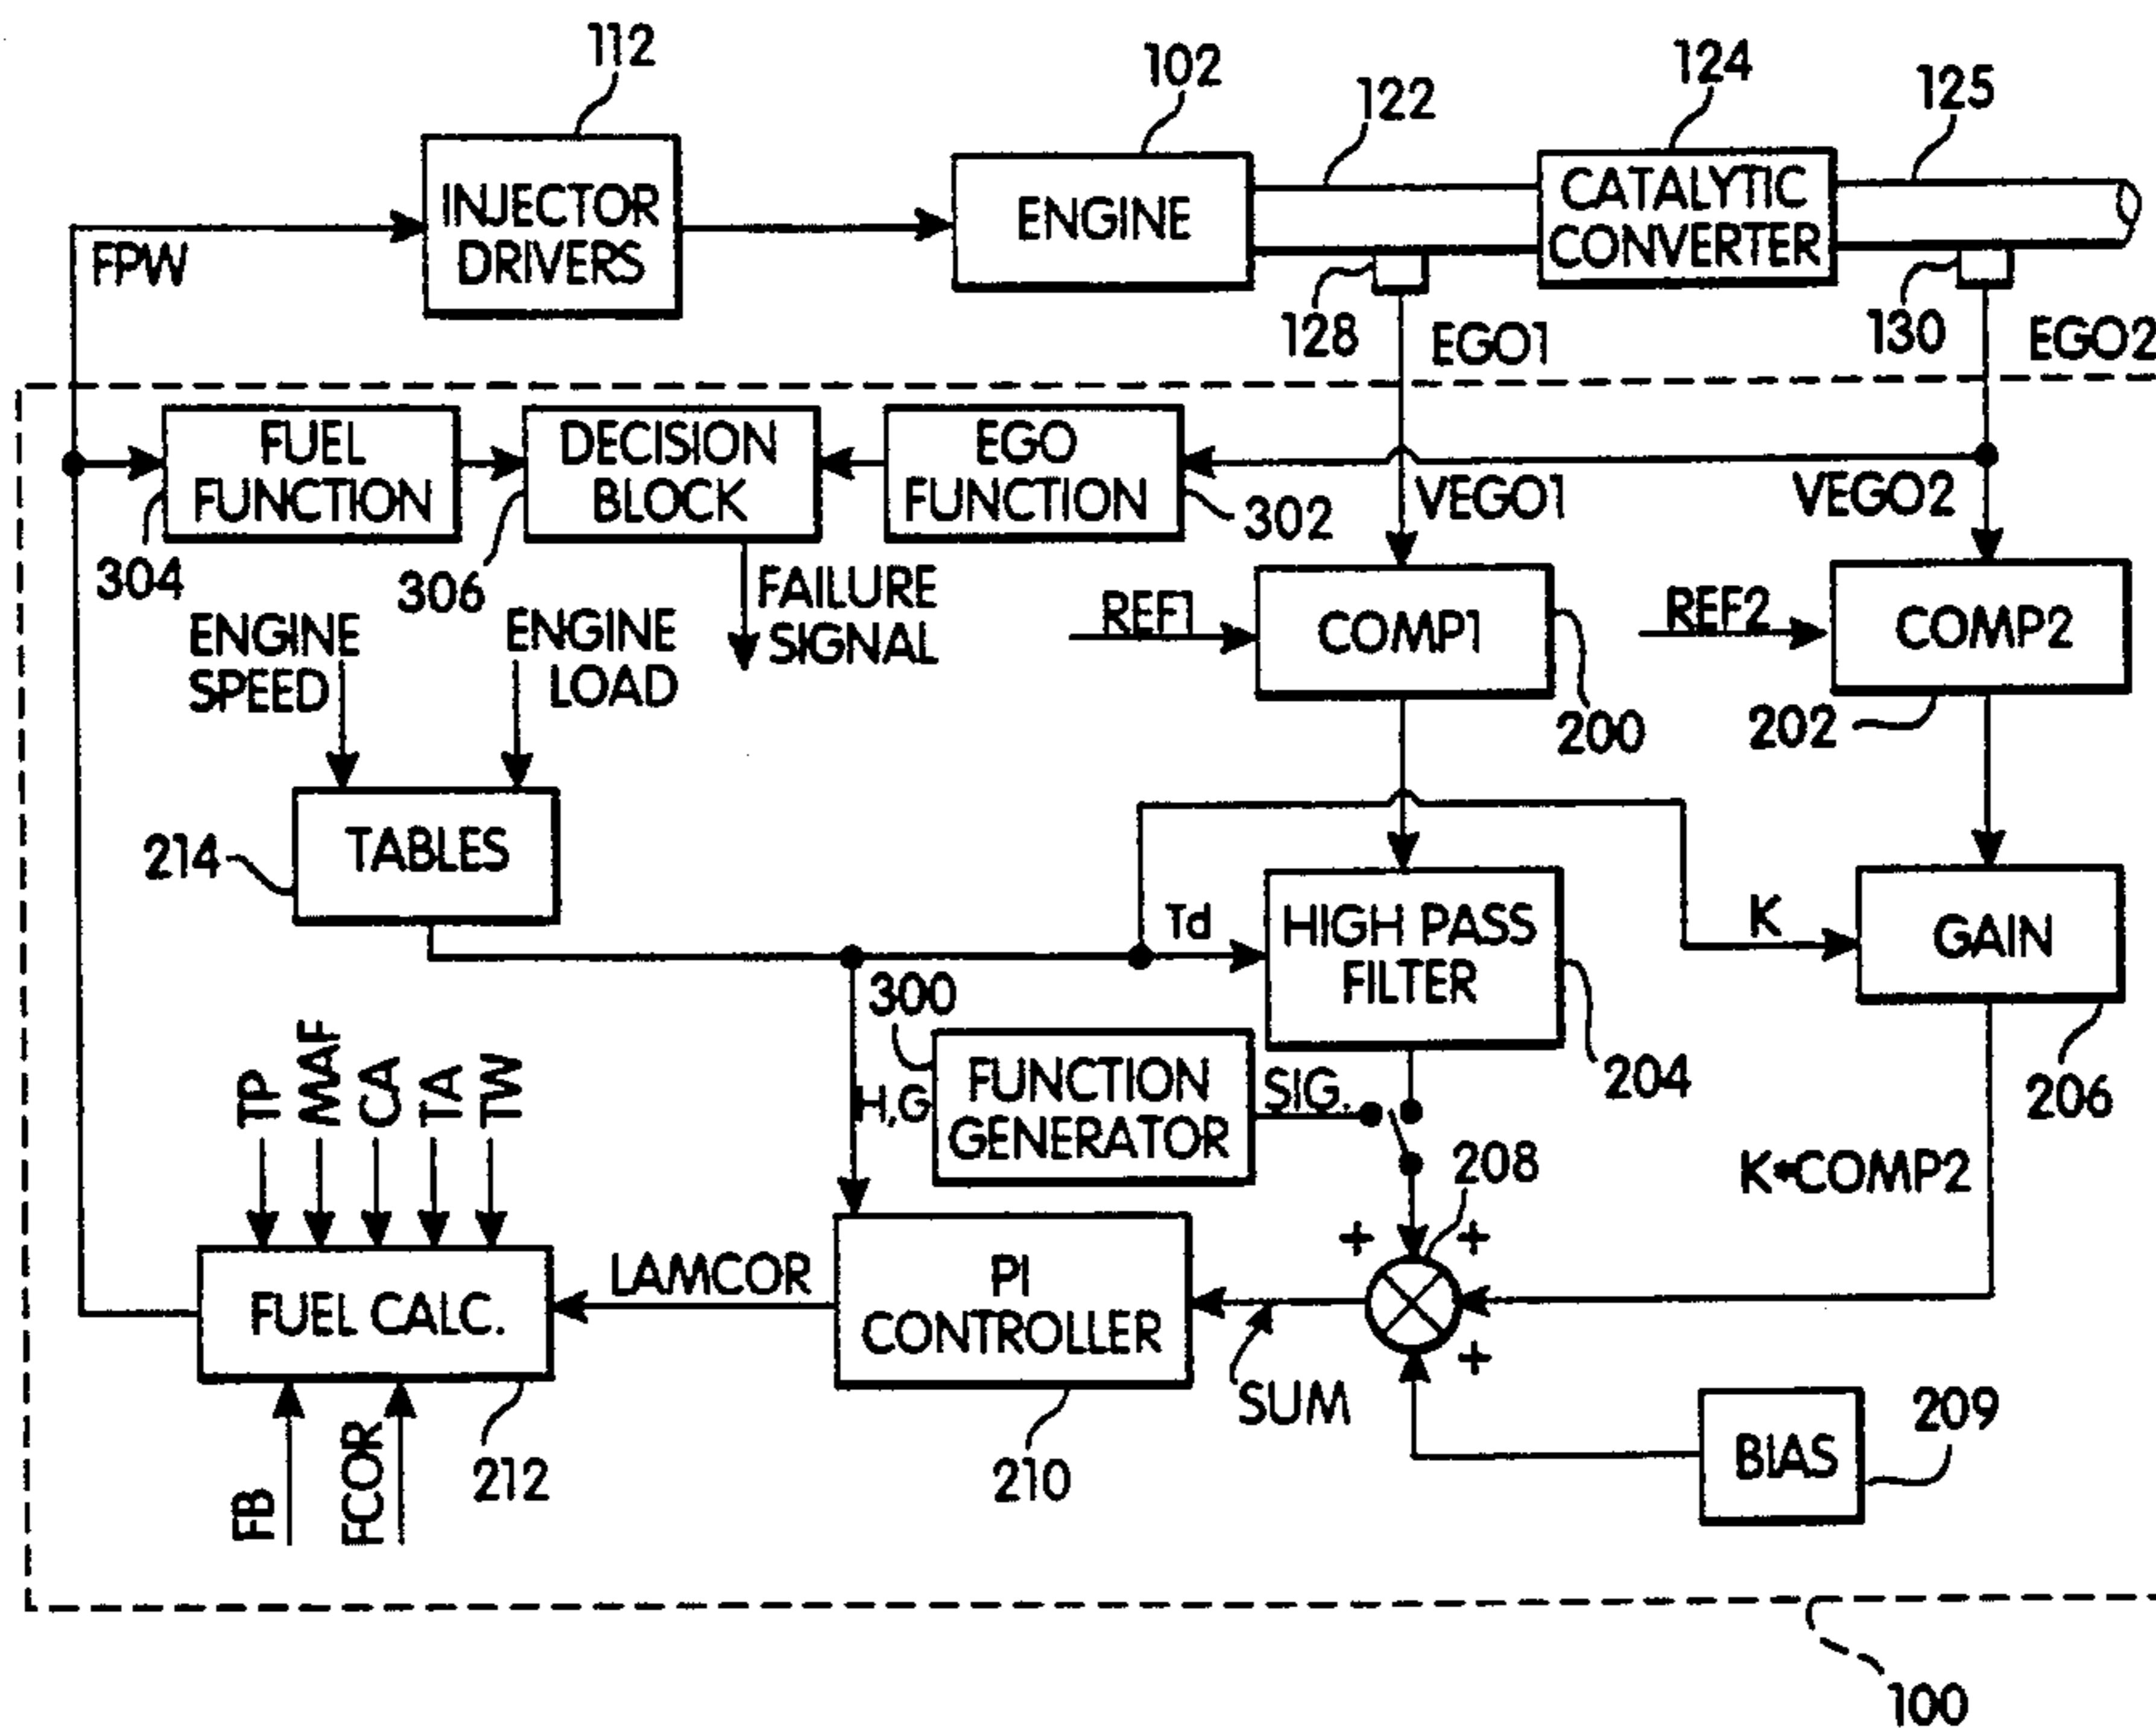 112
102
122
124
125
INJECTOR
DRIVERS
ENGINE
CATALYTIC
CONVERTER
FPW
128
EGO1
130
EGO2
FUEL
FUNCTION
DECISION
BLOCK
EGO
FUNCTION
302
VEGO1
VEGO2
304
306
FAILURE
SIGNAL
ENGINE
SPEED
ENGINE
LOAD
REF1
COMP1
REF2
COMP2
200
202
214
TABLES
Td
HIGH PASS
FILTER
K
GAIN
300
FUNCTION
GENERATOR
H,G
SIG.
204
206
TP
MAF
CA
TA
TW
208
K*COMP2
+
+
LAMCOR
PI
CONTROLLER
FUEL CALC.
+
SUM
BIAS
209
FB
FCOR
212
210
100